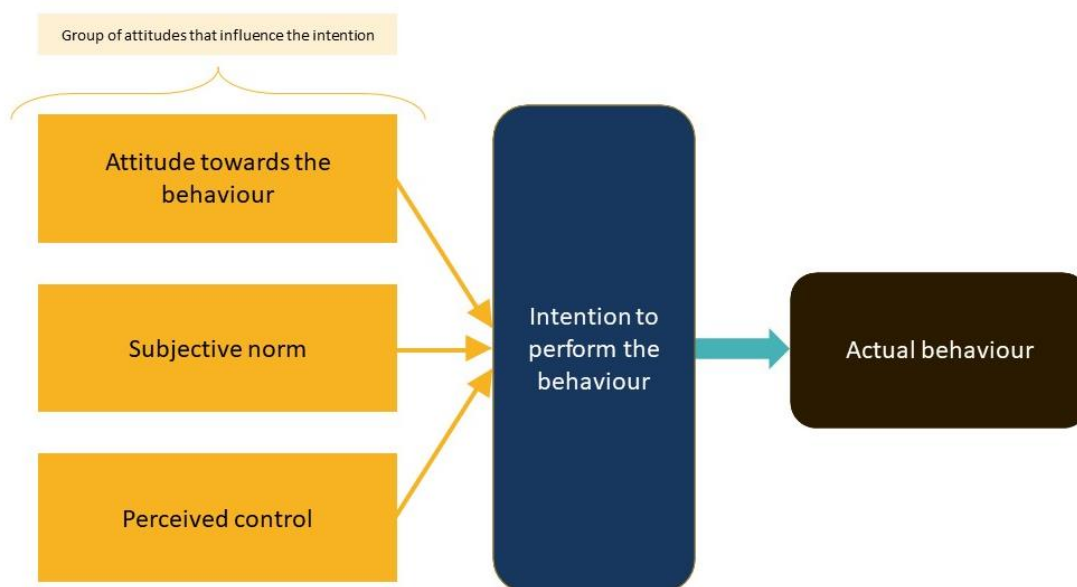 Group of attitudes that influence the intention
Attitude towards the
behaviour
Subjective norm
Perceived control
Intention to
perform the
behaviour
Actual behaviour